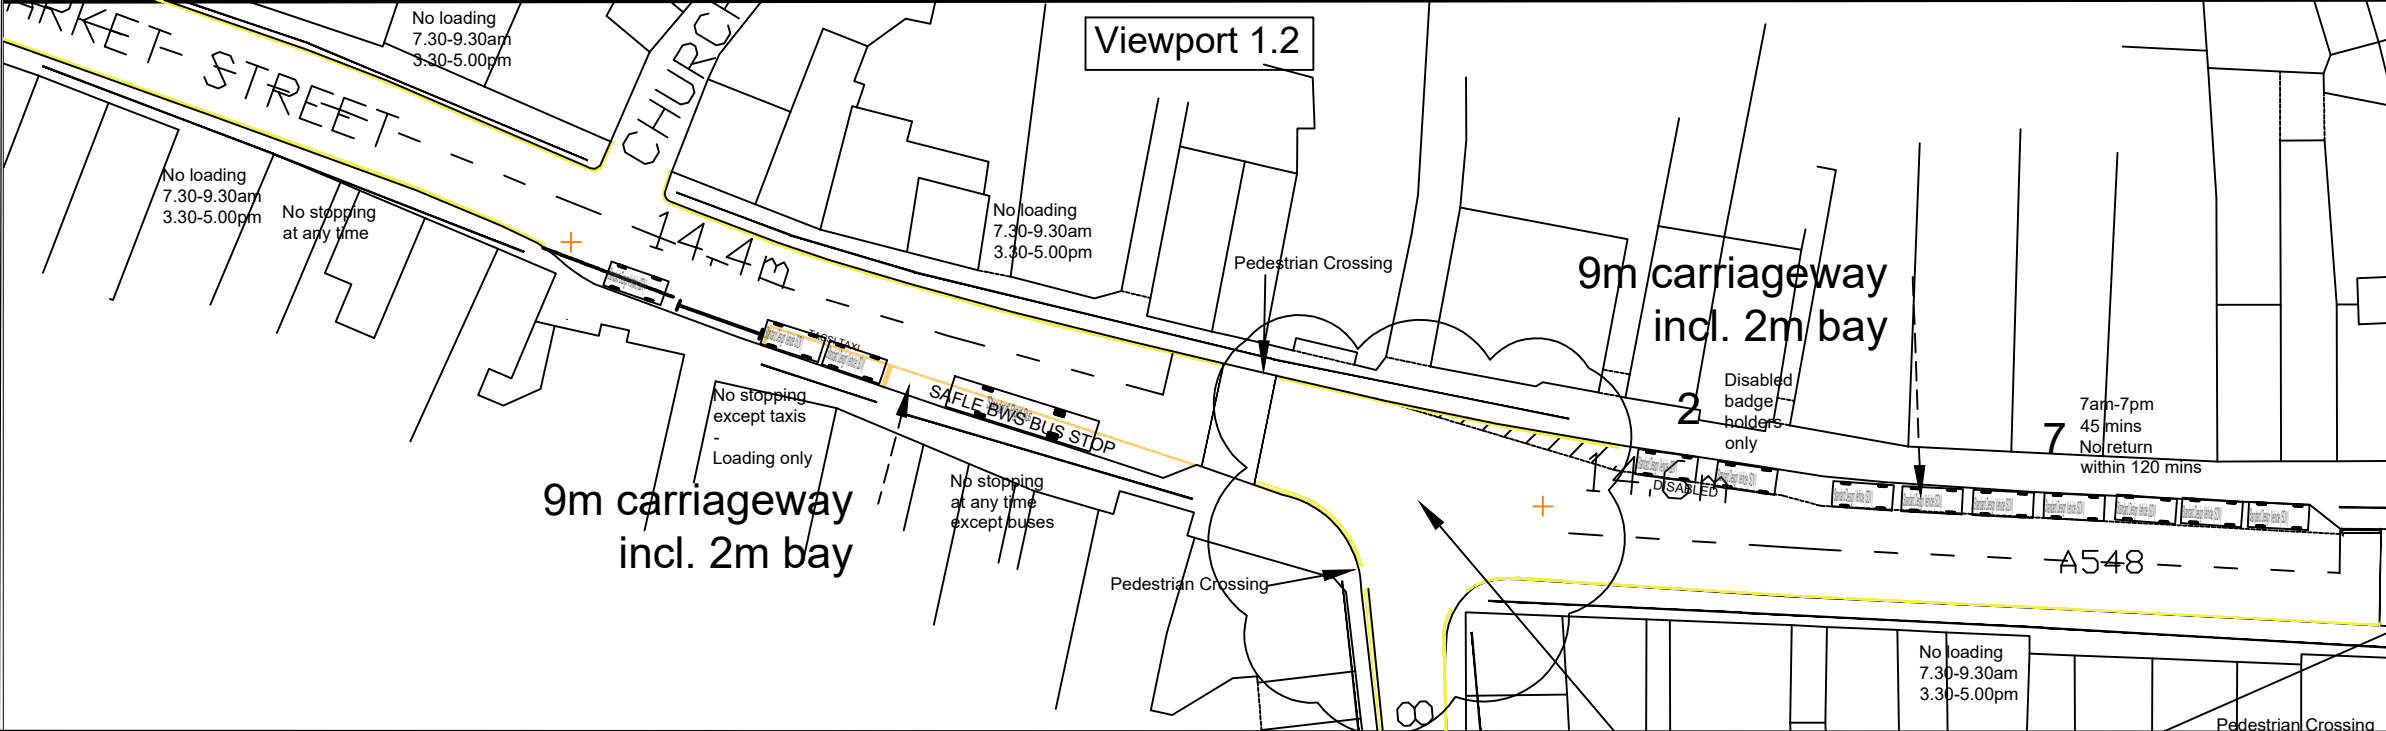 MARKET STREET
No loading
7.30-9.30am
3.30-5.00pm
Viewport 1.2
No loading
7.30-9.30am
3.30-5.00pm
No stopping
at any time
14.4m
No loading
7.30-9.30am
3.30-5.00pm
Pedestrian Crossing
9m carriageway
incl. 2m bay
TACSI TAXI
SAFLE BWS BUS STOP
No stopping
except taxis
-
Loading only
No stopping
at any time
except buses
9m carriageway
incl. 2m bay
Pedestrian Crossing
2
Disabled
badge
holders
only
DISABLED
14.6m
7
7am-7pm
45 mins
No return
within 120 mins
A548
No loading
7.30-9.30am
3.30-5.00pm
Pedestrian Crossing